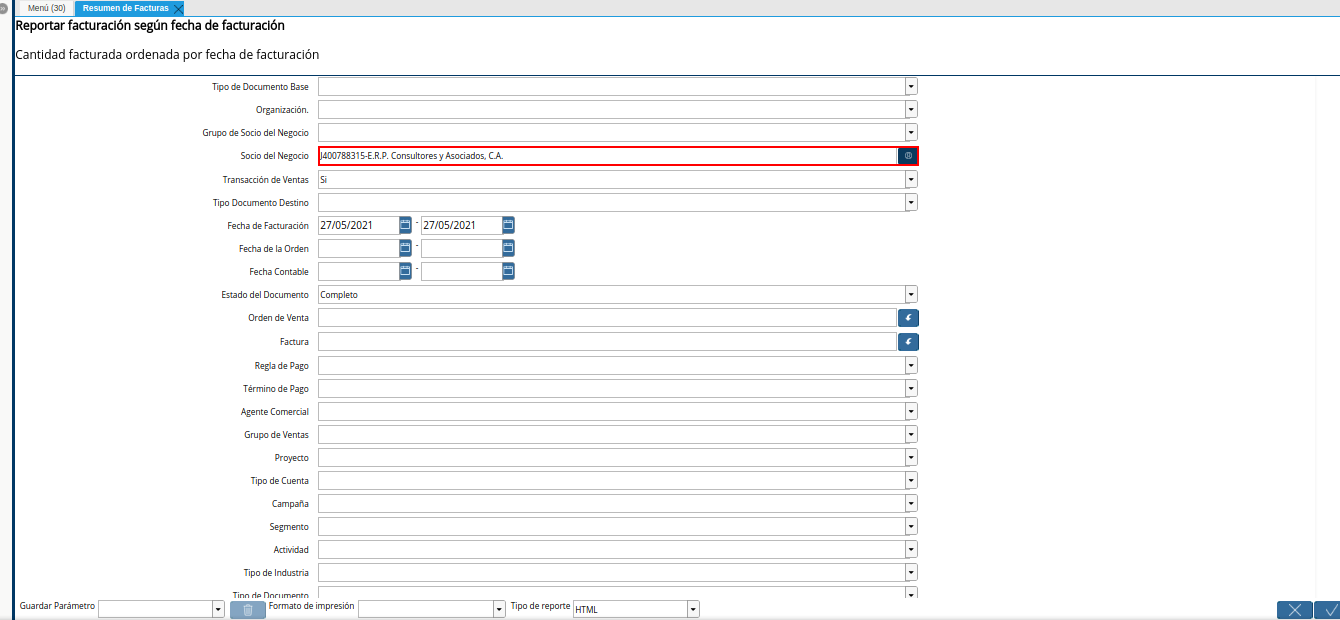 Menú (30) Resumen de Facturas
Reportar facturación según fecha de facturación
Cantidad facturada ordenada por fecha de facturación
Tipo de Documento Base
Organización.
Grupo de Socio del Negocio
Socio del Negocio J400788315-E.R.P. Consultores y Asociados, C.A.
Transacción de Ventas Si
Tipo Documento Destino
Fecha de Facturación 27/05/2021 - 27/05/2021
Fecha de la Orden -
Fecha Contable -
Estado del Documento Completo
Orden de Venta
Factura
Regla de Pago
Término de Pago
Agente Comercial
Grupo de Ventas
Proyecto
Tipo de Cuenta
Campaña
Segmento
Actividad
Tipo de Industria
Tipo de Documento
Guardar Parámetro Formato de impresión Tipo de reporte HTML